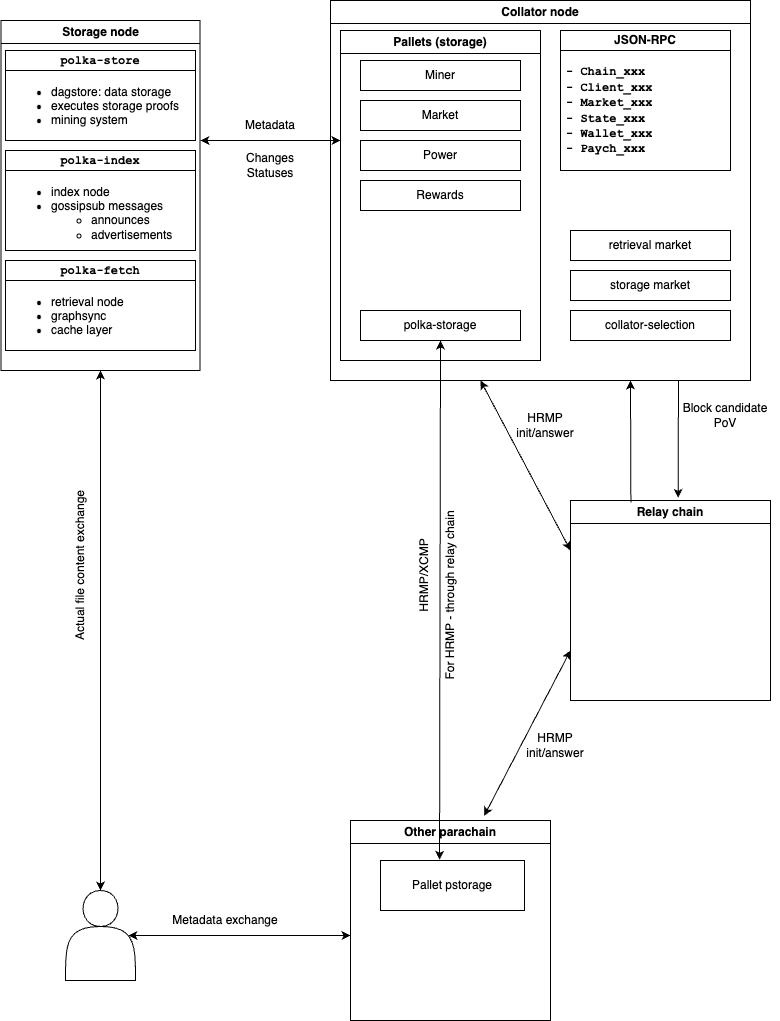 Storage node
polka-store
dagstore: data storage
executes storage proofs
mining system
polka-index
index node
gossipsub messages
announces
advertisements
polka-fetch
retrieval node
graphsync
cache layer
Metadata
Changes
Statuses
Collator node
Pallets (storage)
Miner
Market
Power
Rewards
polka-storage
JSON-RPC
- Chain_xxx
- Client_xxx
- Market_xxx
- State_xxx
- Wallet_xxx
- Paych_xxx
retrieval market
storage market
collator-selection
HRMP
init/answer
Block candidate
PoV
Relay chain
Actual file content exchange
HRMP/XCMP
For HRMP - through relay chain
HRMP
init/answer
Other parachain
Pallet pstorage
Metadata exchange